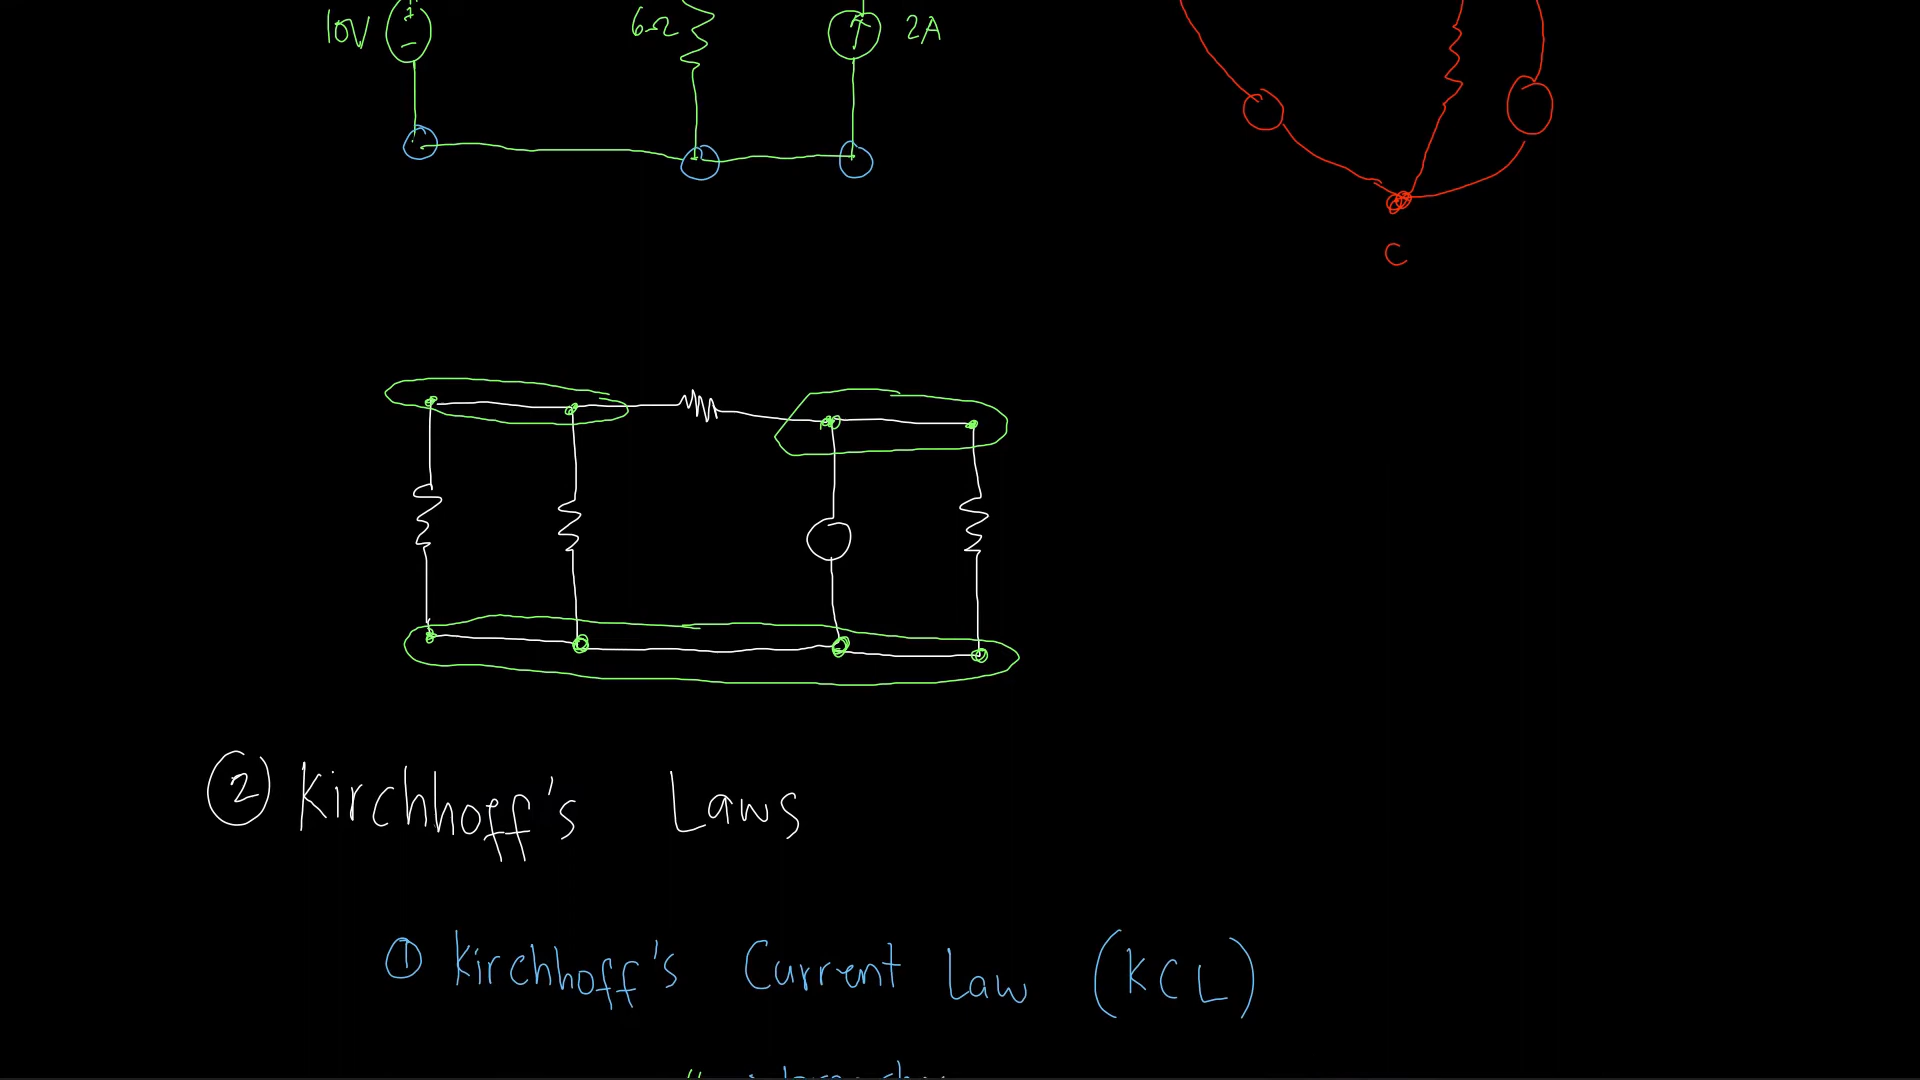 10V 6Ω 2A
C
② Kirchhoff's Laws
① Kirchhoff's Current Law (KCL)